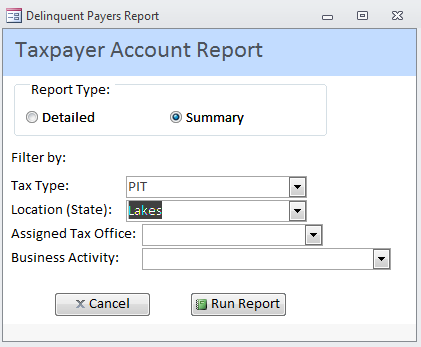 Delinquent Payers Report
Taxpayer Account Report
Report Type:
Detailed Summary
Filter by:
Tax Type: PIT
Location (State): Lakes
Assigned Tax Office:
Business Activity:
Cancel Run Report